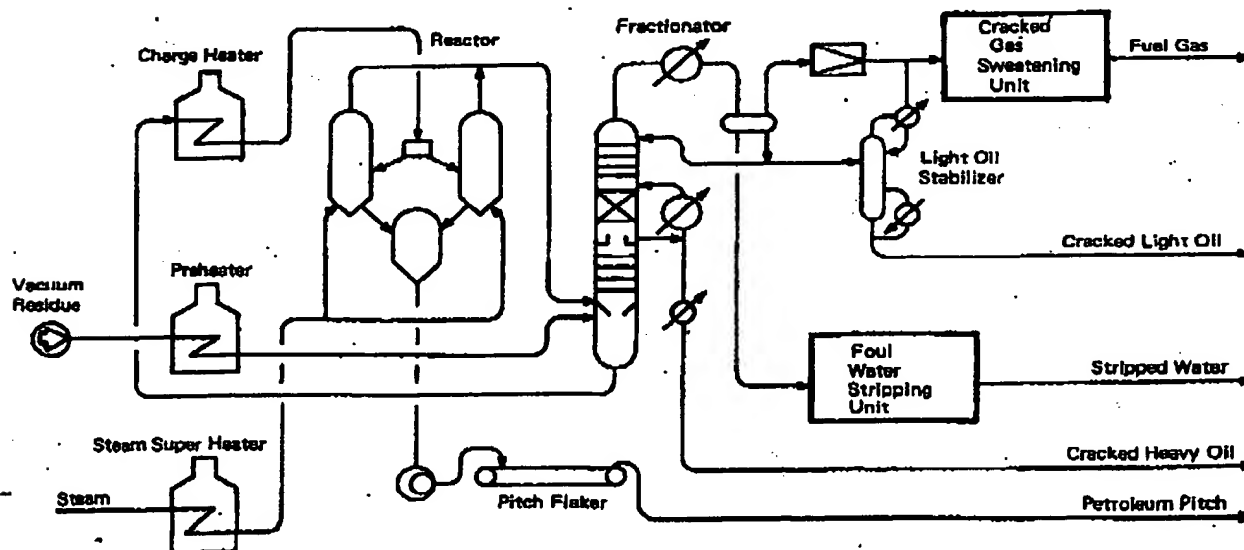 Charge Heater
Reactor
Fractionator
Cracked
Gas
Sweetening
Unit
Fuel Gas
Light Oil
Stabilizer
Cracked Light Oil
Vacuum
Residue
Preheater
Foul
Water
Stripping
Unit
Stripped Water
Steam Super Heater
Cracked Heavy Oil
Steam
Pitch Flaker
Petroleum Pitch